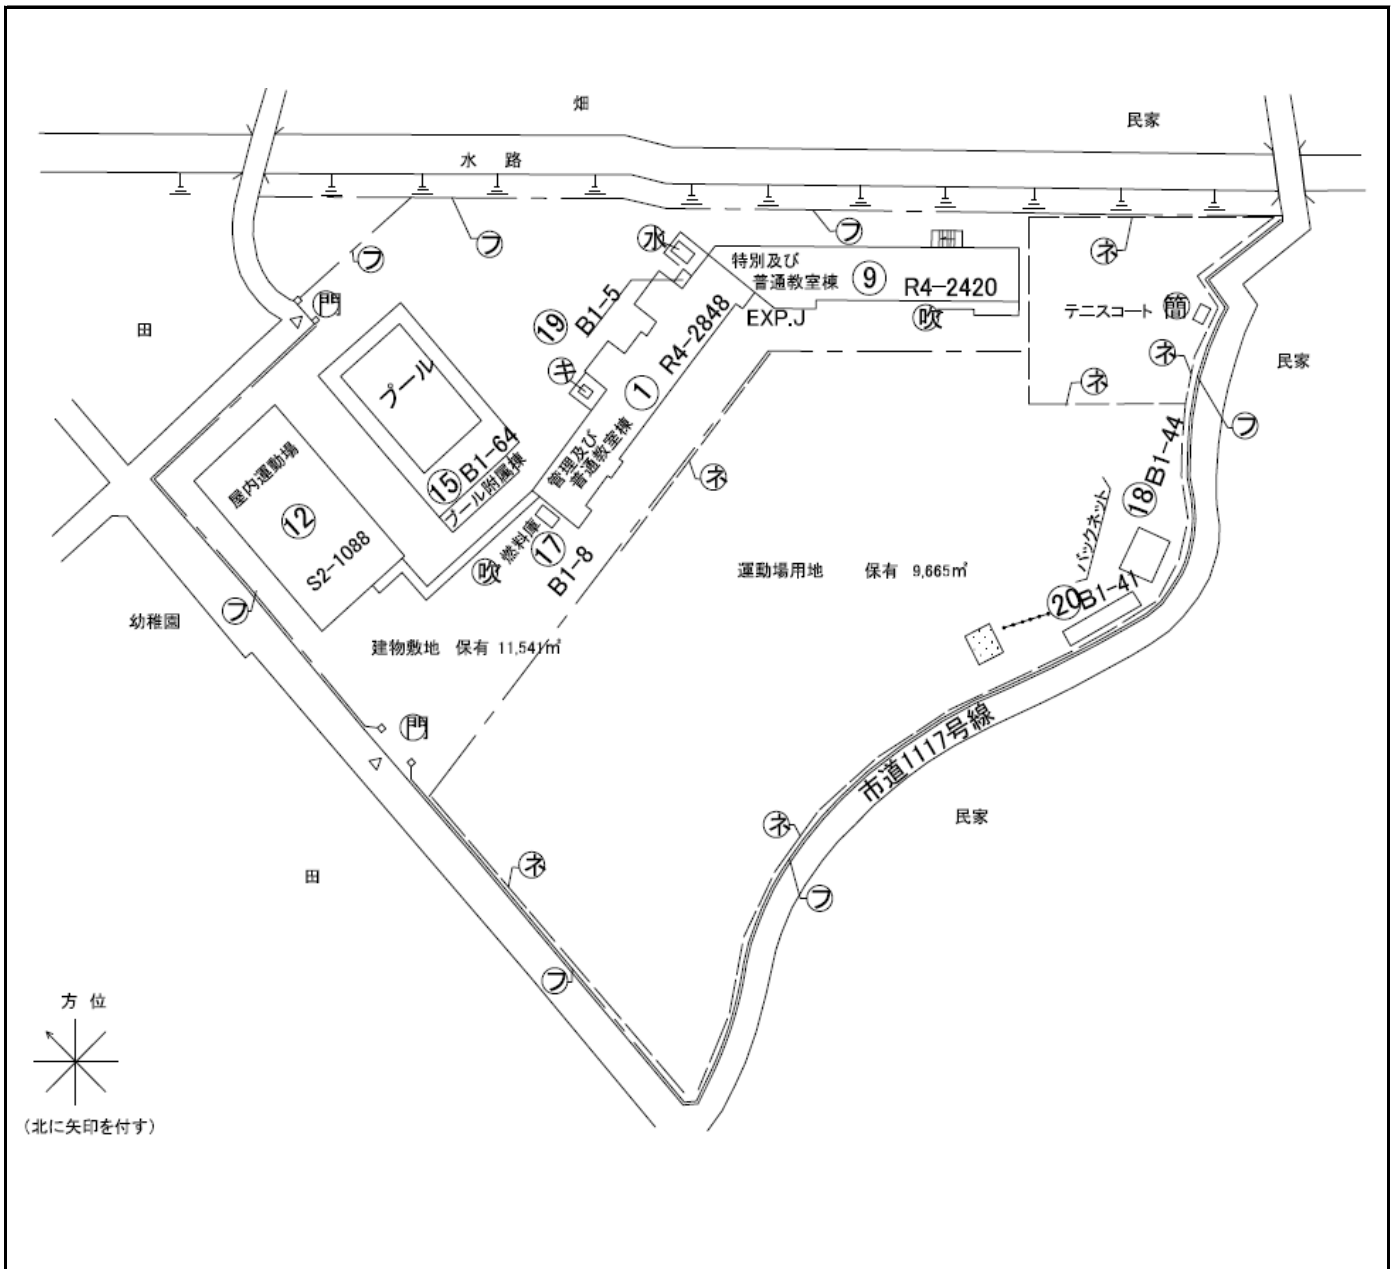 畑
民家
水 路
フ
フ
フ
水
ネ
特別及び
普通教室棟
⑨
R4-2420
EXP.J
吹
テニスコート
簡
門
田
⑲
B1-5
キ
①
R4-2848
管理及び
普通教室棟
プール
⑮
B1-64
プール附属棟
ネ
ネ
フ
民家
屋内運動場
⑫
S2-1088
吹
燃料庫
⑰
B1-8
ネ
⑱
B1-44
バックネット
⑳
B1-41
運動場用地 保有 9,665㎡
フ
幼稚園
建物敷地 保有 11,541㎡
門
市道1117号線
ネ
フ
民家
ネ
フ
田
方 位
(北に矢印を付す)